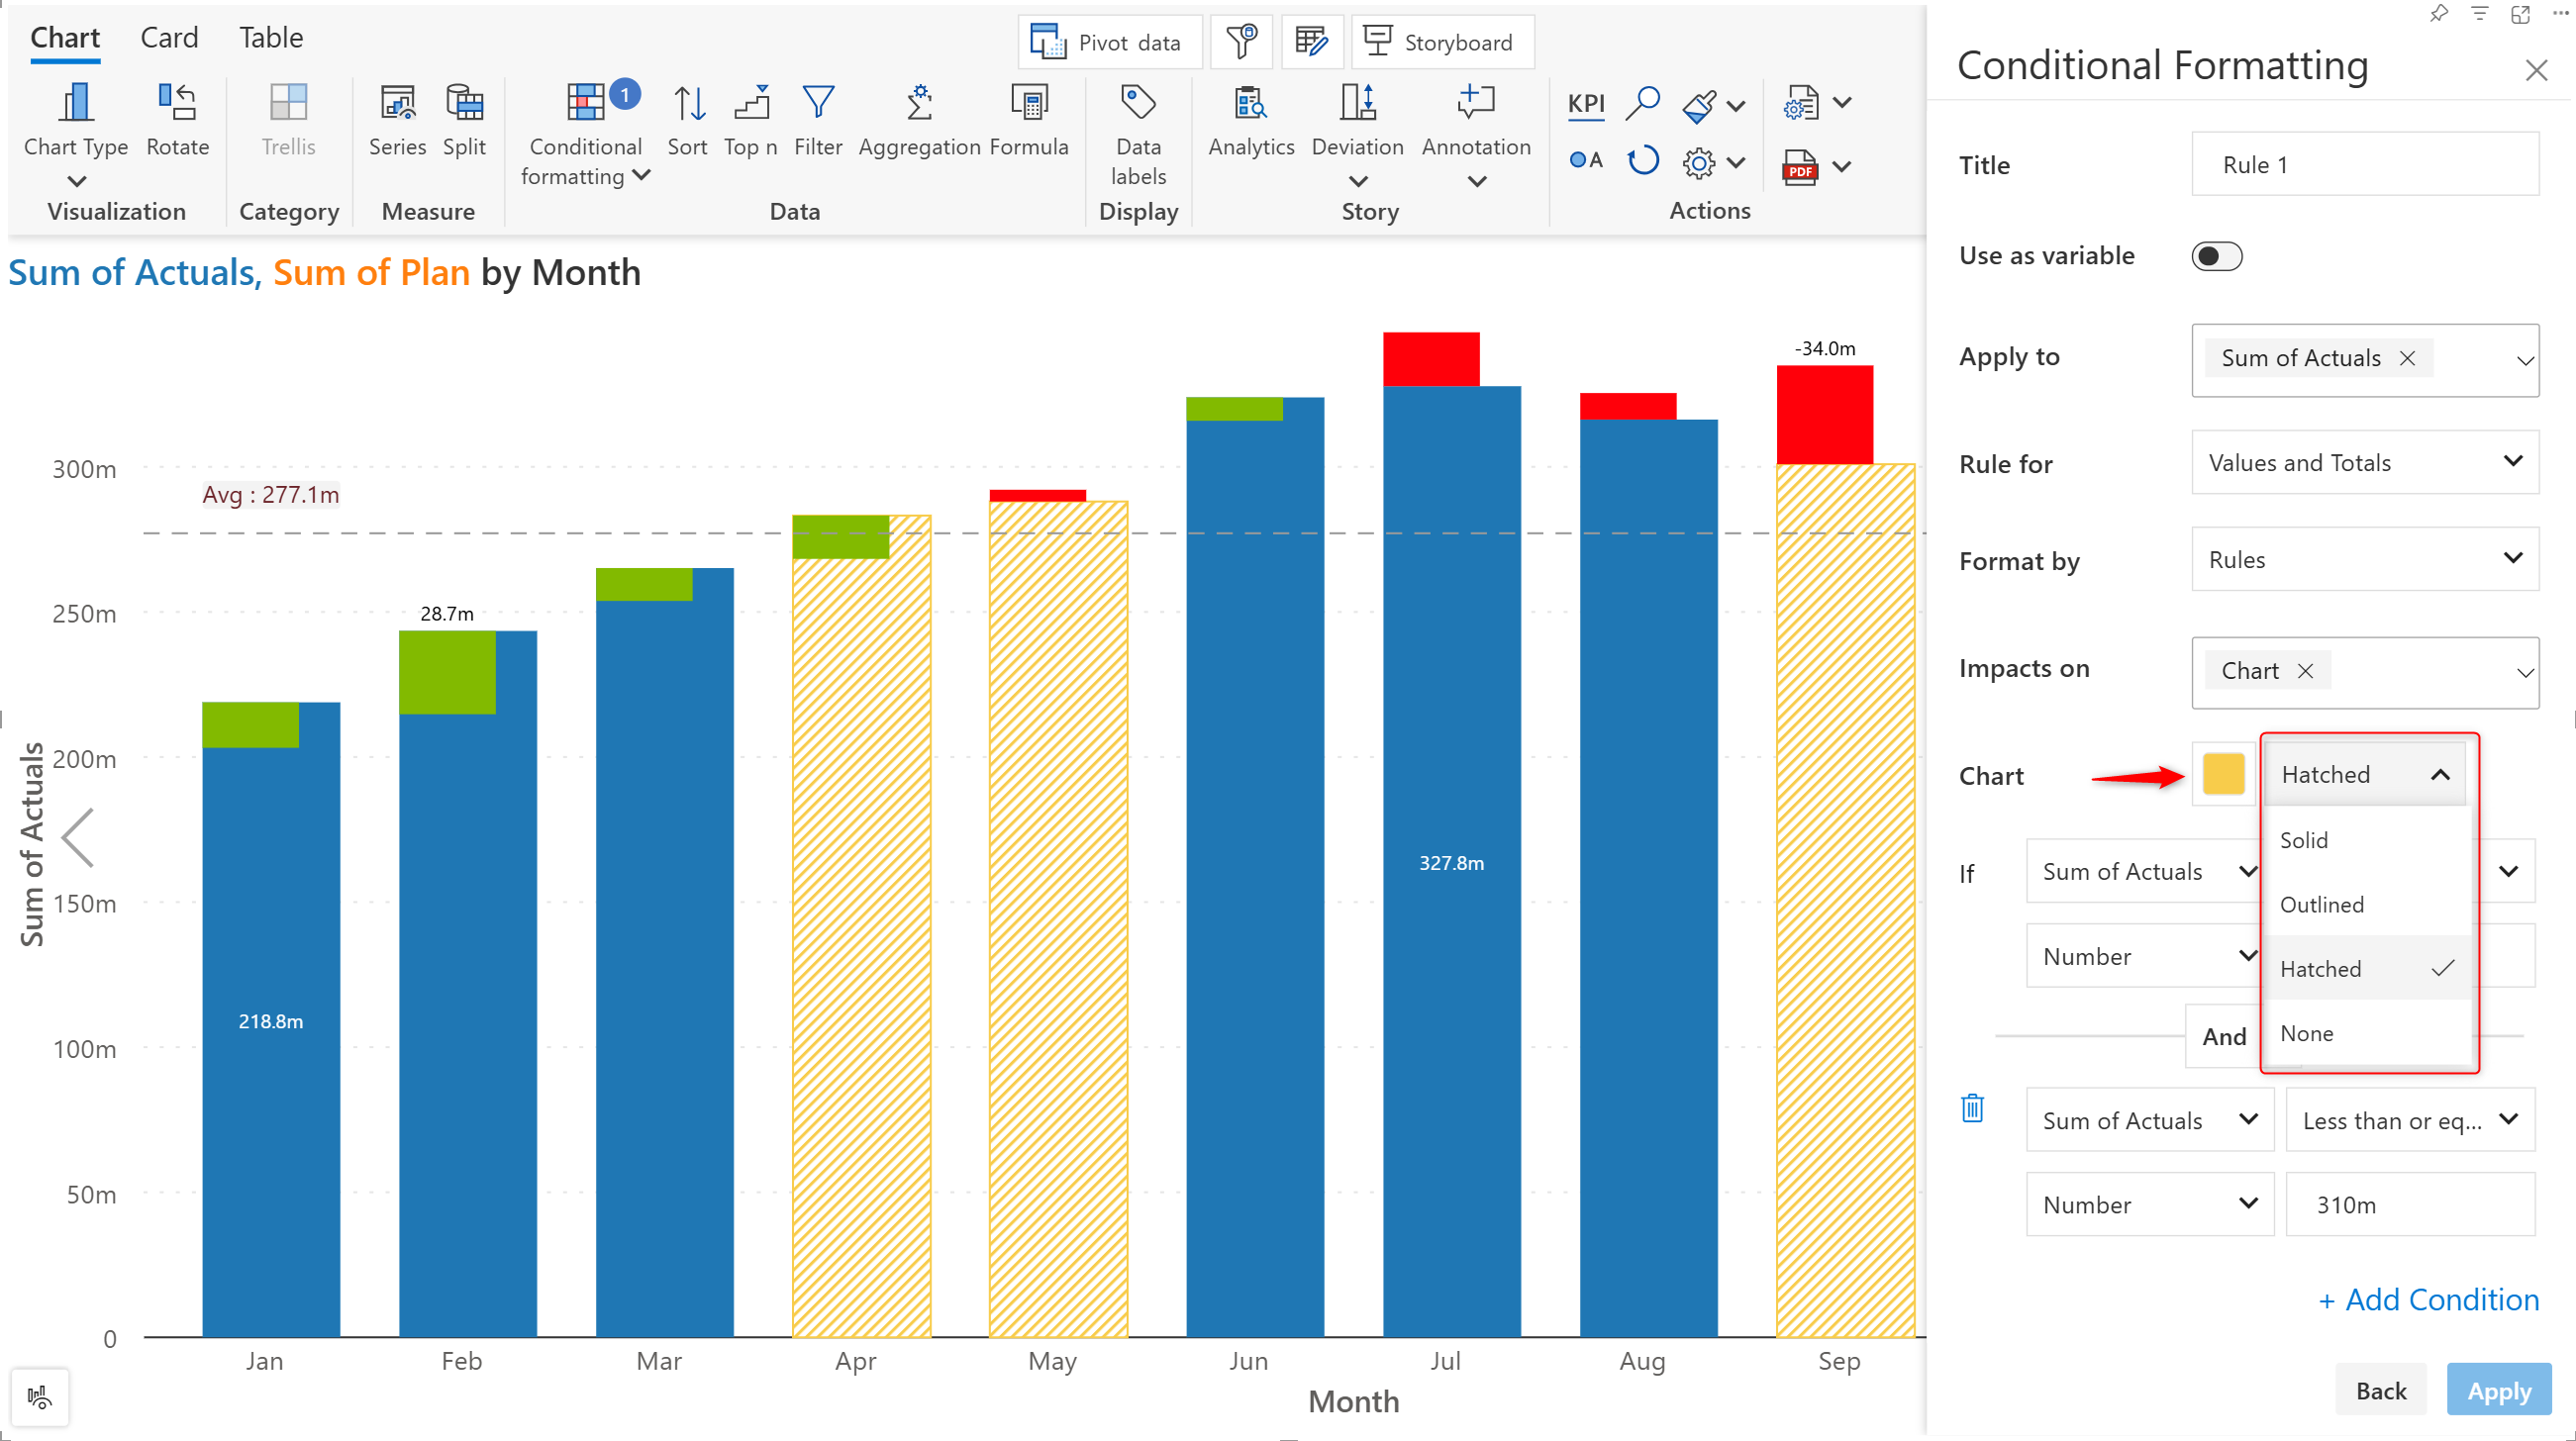 Chart Card Table
Pivot data
Storyboard
Chart Type
Rotate
Visualization
Trellis
Category
Series
Split
Measure
1
Conditional
formatting
Sort
Top n
Filter
Aggregation
Formula
Data
Data
labels
Display
Analytics
Deviation
Annotation
Story
KPI
A
PDF
Actions
Sum of Actuals, Sum of Plan by Month
Sum of Actuals
300m
250m
200m
150m
100m
50m
0
Avg : 277.1m
28.7m
-34.0m
218.8m
327.8m
Jan
Feb
Mar
Apr
May
Jun
Jul
Aug
Sep
Month
Conditional Formatting
Title
Rule 1
Use as variable
Apply to
Sum of Actuals
Rule for
Values and Totals
Format by
Rules
Impacts on
Chart
Chart
Hatched
Solid
Outlined
Hatched
None
If
Sum of Actuals
Number
And
Sum of Actuals
Less than or eq...
Number
310m
+ Add Condition
Back
Apply